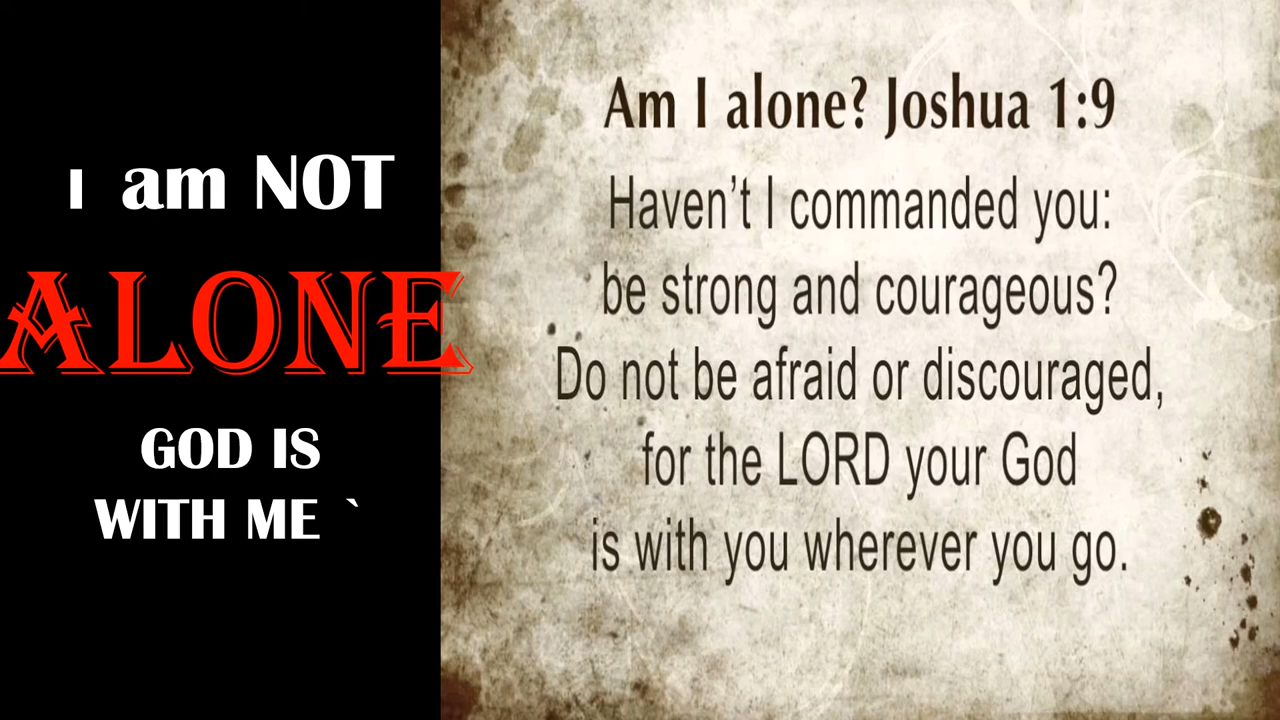 I am NOT
ALONE
GOD IS
WITH ME `
Am I alone? Joshua 1:9
Haven’t I commanded you:
be strong and courageous?
Do not be afraid or discouraged,
for the LORD your God
is with you wherever you go.